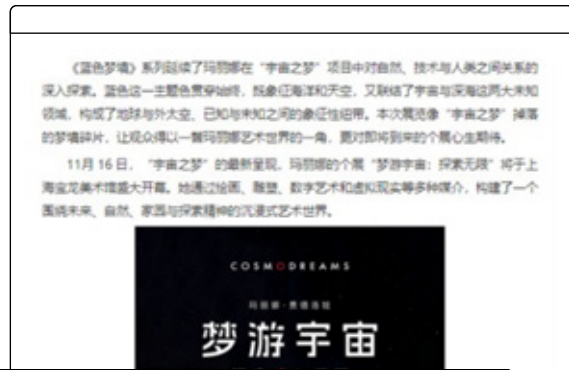 《蓝色梦境》系列延续了玛丽娜在“宇宙之梦”项目中对自然、技术与人类之间关系的
深入探索。蓝色这一主题色贯穿始终，既象征海洋和天空，又联结了宇宙与深海这两大未知
领域，构成了地球与外太空、已知与未知之间的象征性纽带。本次展览像“宇宙之梦”掉落
的梦境碎片，让观众得以一瞥玛丽娜艺术世界的一角，更对即将到来的个展心生期待。
11月 16 日，“宇宙之梦”的最新呈现，玛丽娜的个展“梦游宇宙：探索无限”将于上
海宝龙美术馆盛大开幕。她通过绘画、雕塑、数字艺术和虚拟现实等多种媒介，构建了一个
围绕未来、自然、家园与探索精神的沉浸式艺术世界。
COSMODREAMS
玛丽娜·费德洛娃
梦游宇宙